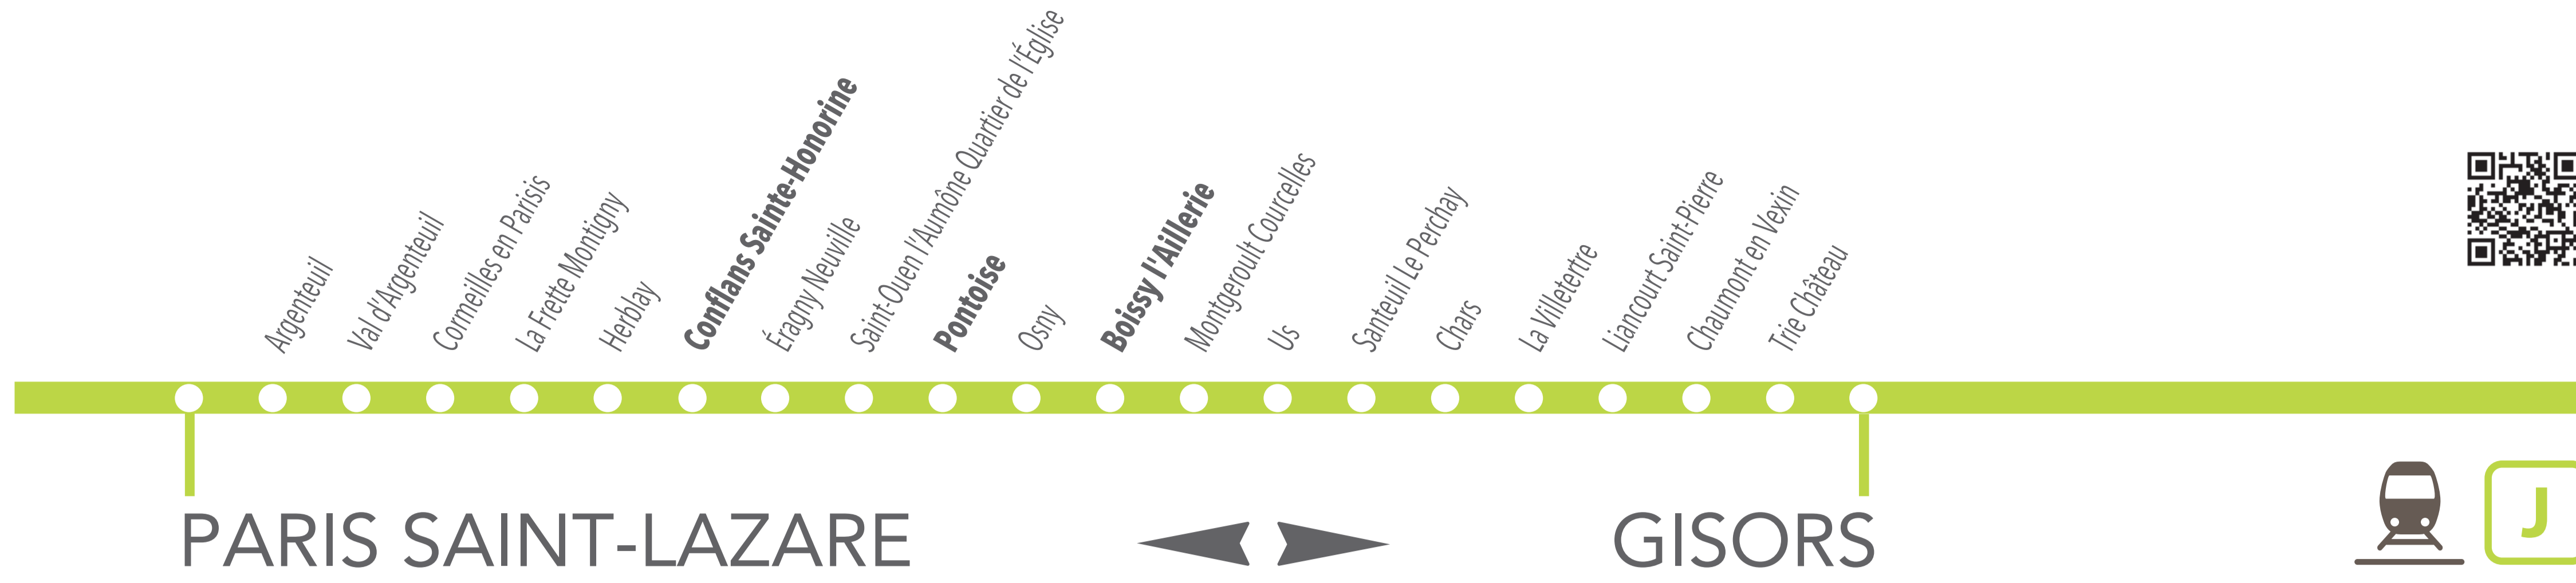 Argenteuil
Val d'Argenteuil
Cormeilles en Parisis
La Frette Montigny
Herblay
Conflans Sainte-Honorine
Éragny Neuville
Saint-Ouen l'Aumône Quartier de l'Église
Pontoise
Osny
Boissy l'Aillerie
Montgeroult Courcelles
Us
Santeuil Le Perchay
Chars
La Villetertre
Liancourt Saint-Pierre
Chaumont en Vexin
Trie Château
PARIS SAINT-LAZARE
GISORS
J